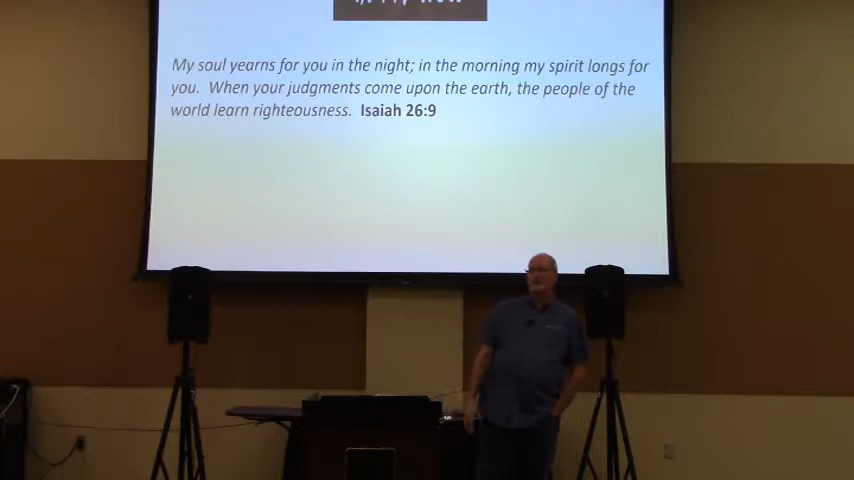 My soul yearns for you in the night; in the morning my spirit longs for
you. When your judgments come upon the earth, the people of the
world learn righteousness. Isaiah 26:9